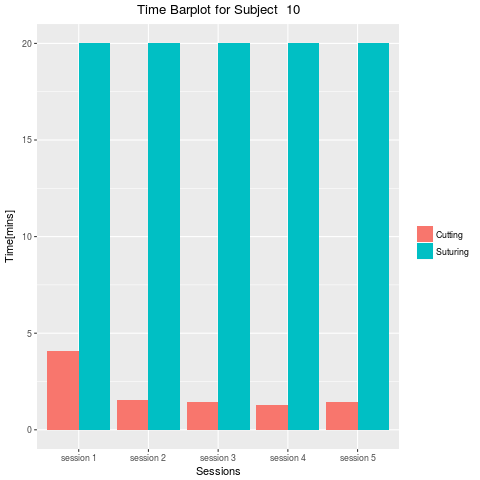 Time Barplot for Subject  10
20
15
10
5
0
Time[mins]
session 1 session 2 session 3 session 4 session 5
Sessions
Cutting
Suturing